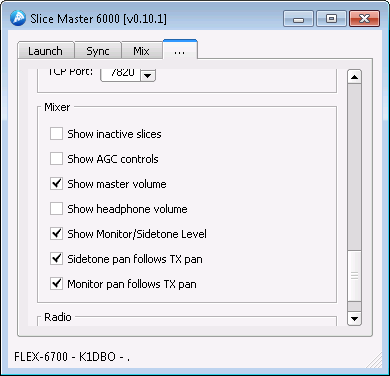 Slice Master 6000 [v0.10.1]
Launch Sync Mix ...
TCP Port: 7820
Mixer
Show inactive slices
Show AGC controls
Show master volume
Show headphone volume
Show Monitor/Sidetone Level
Sidetone pan follows TX pan
Monitor pan follows TX pan
Radio
FLEX-6700 - K1DBO - .